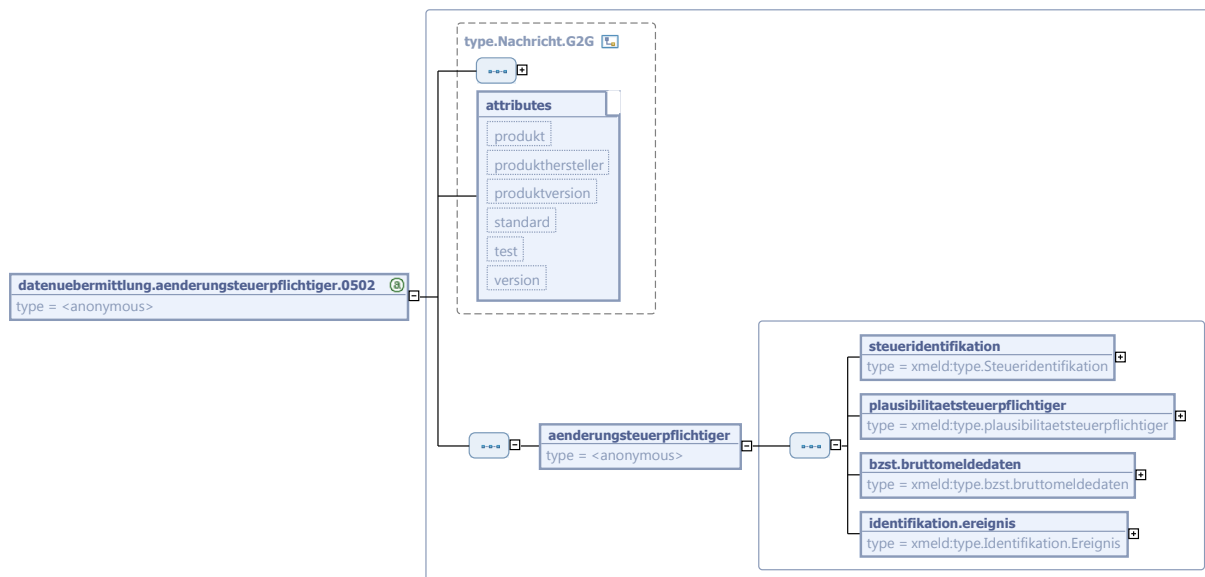 type.Nachricht.G2G
attributes
produkt
produkthersteller
produktversion
standard
test
version
datenuebermittlung.aenderungsteuerpflichtiger.0502 a
type = <anonymous>
aenderungsteuerpflichtiger
type = <anonymous>
steueridentifikation
type = xmeld:type.Steueridentifikation
plausibilitaetsteuerpflichtiger
type = xmeld:type.plausibilitaetsteuerpflichtiger
bzst.bruttomeldedaten
type = xmeld:type.bzst.bruttomeldedaten
identifikation.ereignis
type = xmeld:type.Identifikation.Ereignis